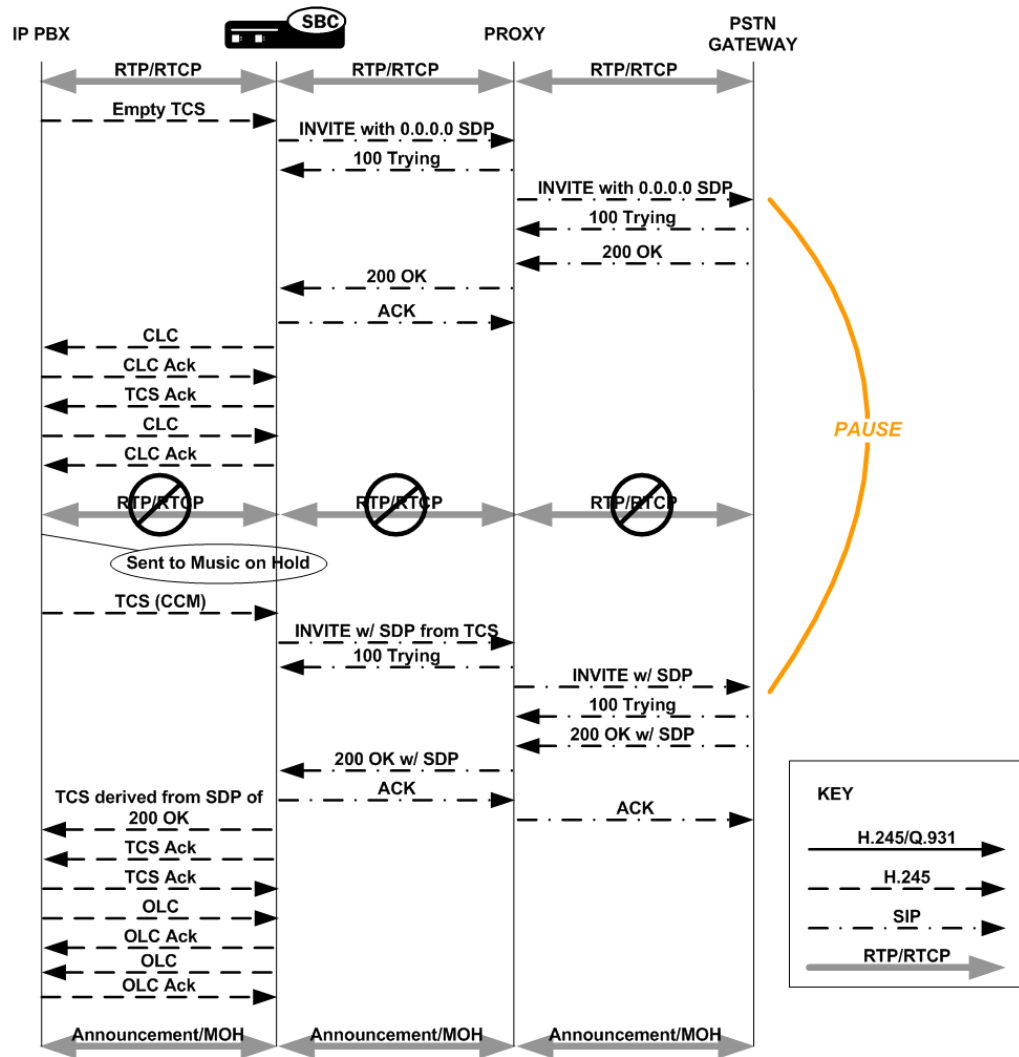 IP PBX
SBC
PROXY
PSTN
GATEWAY
RTP/RTCP
RTP/RTCP
RTP/RTCP
Empty TCS
INVITE with 0.0.0.0 SDP
100 Trying
INVITE with 0.0.0.0 SDP
100 Trying
200 OK
200 OK
ACK
CLC
CLC Ack
TCS Ack
CLC
CLC Ack
PAUSE
RTP/RTCP
RTP/RTCP
RTP/RTCP
Sent to Music on Hold
TCS (CCM)
INVITE w/ SDP from TCS
100 Trying
INVITE w/ SDP
100 Trying
200 OK w/ SDP
200 OK w/ SDP
ACK
ACK
TCS derived from SDP of
200 OK
TCS Ack
TCS Ack
OLC
OLC Ack
OLC
OLC Ack
Announcement/MOH
Announcement/MOH
Announcement/MOH
KEY
H.245/Q.931
H.245
SIP
RTP/RTCP